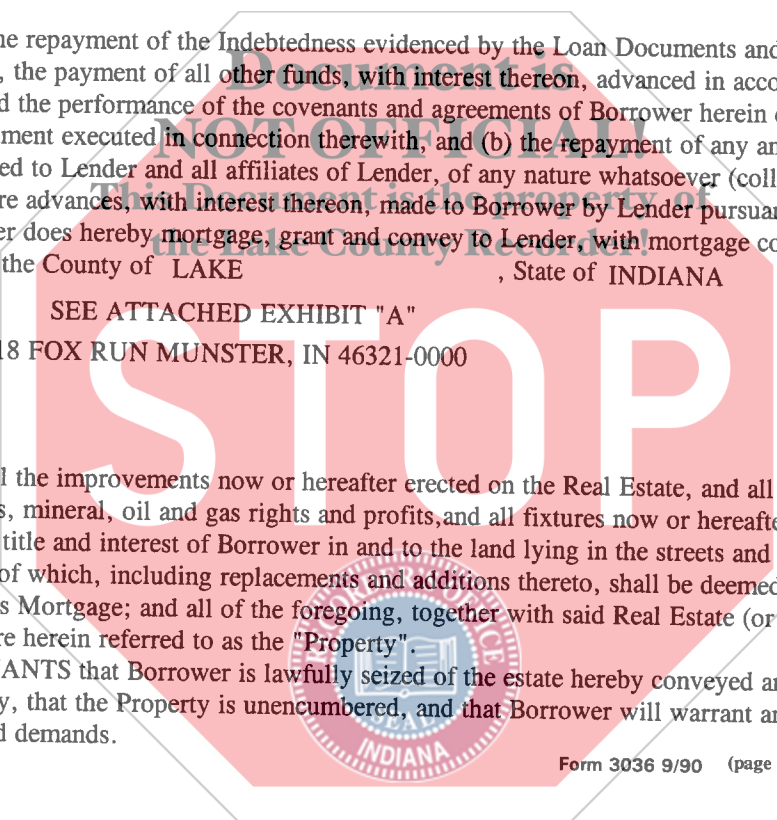 ne repayment of the Indebtedness evidenced by the Loan Documents and
, the payment of all other funds, with interest thereon, advanced in acco
d the performance of the covenants and agreements of Borrower herein
ment executed in connection therewith, and (b) the repayment of any an
ed to Lender and all affiliates of Lender, of any nature whatsoever (coll
re advances, with interest thereon, made to Borrower by Lender pursuan
er does hereby mortgage, grant and convey to Lender, with mortgage co
the County of LAKE , State of INDIANA
Document is
NOT OFFICIAL!
This Document is the property of
the Lake County Recorder!
SEE ATTACHED EXHIBIT "A"
18 FOX RUN MUNSTER, IN 46321-0000
STOP
l the improvements now or hereafter erected on the Real Estate, and all
s, mineral, oil and gas rights and profits,and all fixtures now or hereafte
title and interest of Borrower in and to the land lying in the streets and
of which, including replacements and additions thereto, shall be deemed
s Mortgage; and all of the foregoing, together with said Real Estate (or
re herein referred to as the "Property".
ANTS that Borrower is lawfully seized of the estate hereby conveyed an
y, that the Property is unencumbered, and that Borrower will warrant an
d demands.
RECORDER'S OFFICE
SEAL
INDIANA
Form 3036 9/90 (page